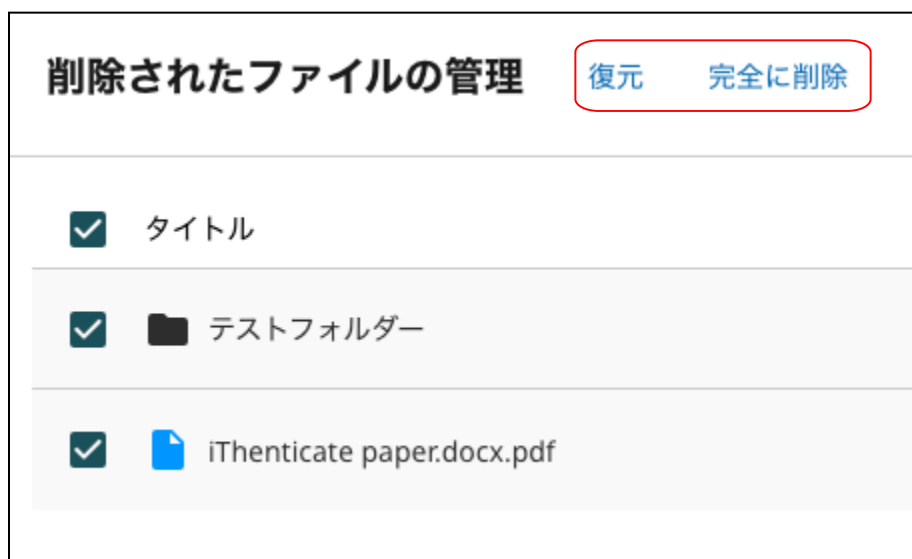 削除されたファイルの管理 復元 完全に削除
タイトル
テストフォルダー
iThenticate paper.docx.pdf